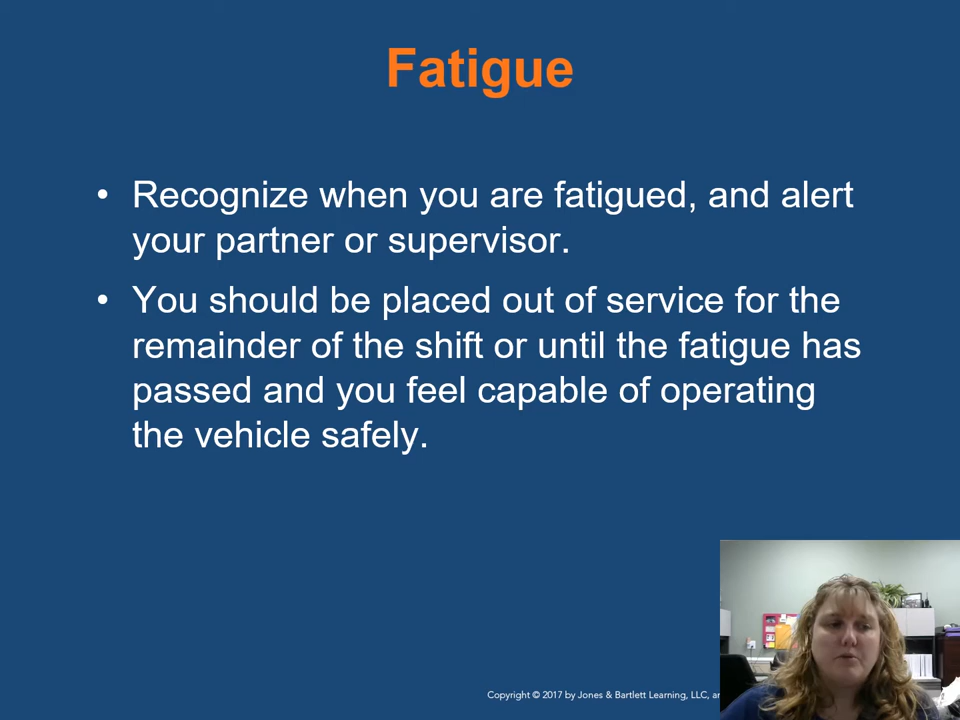 Fatigue
• Recognize when you are fatigued, and alert
your partner or supervisor.
• You should be placed out of service for the
remainder of the shift or until the fatigue has
passed and you feel capable of operating
the vehicle safely.
Copyright © 2017 by Jones & Bartlett Learning, LLC,